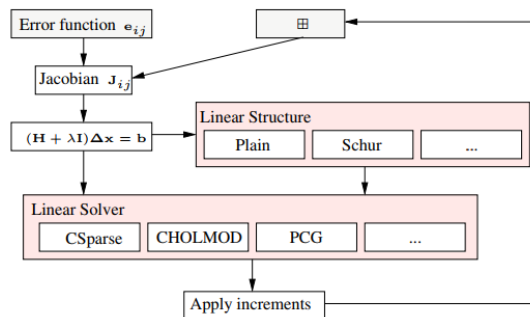 Error function e_ij
⊞
Jacobian J_ij
(H + λI)Δx = b
Linear Structure
Plain
Schur
...
Linear Solver
CSparse
CHOLMOD
PCG
...
Apply increments